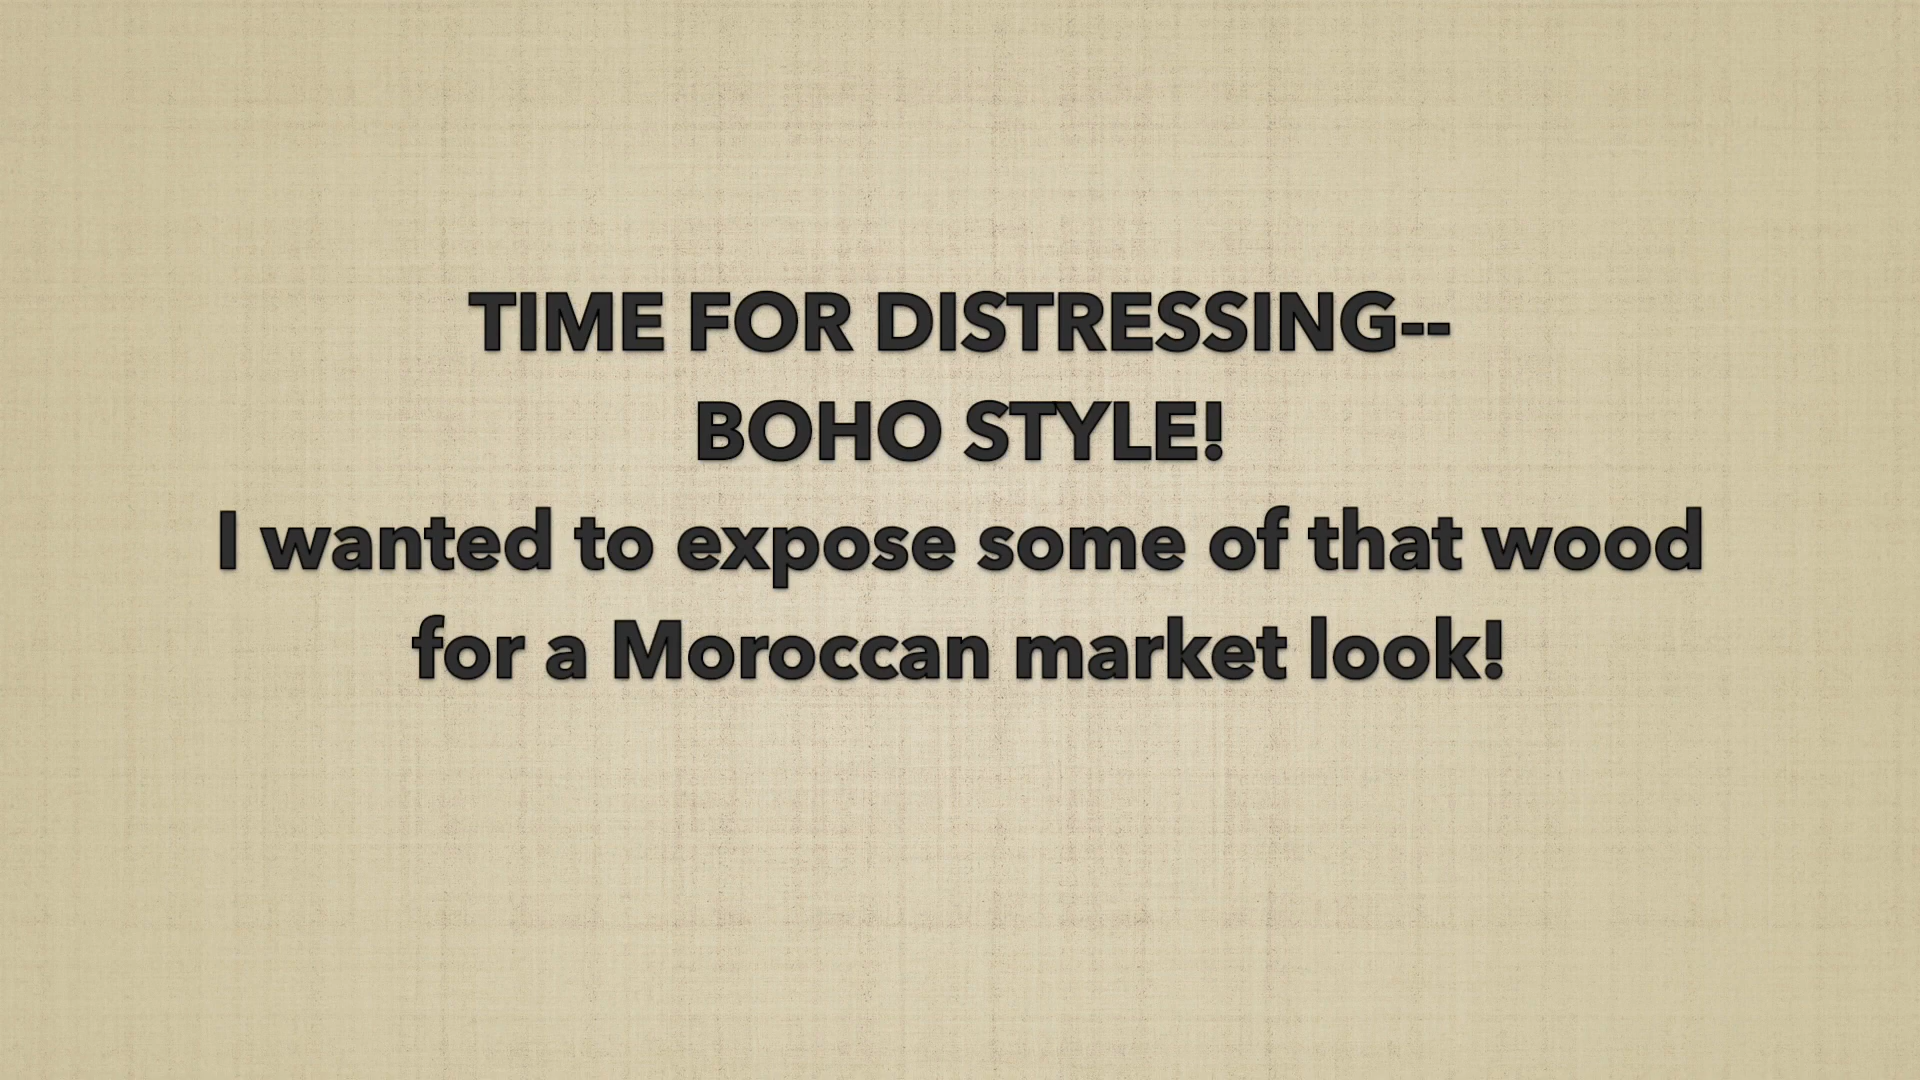 TIME FOR DISTRESSING--
BOHO STYLE!
I wanted to expose some of that wood
for a Moroccan market look!